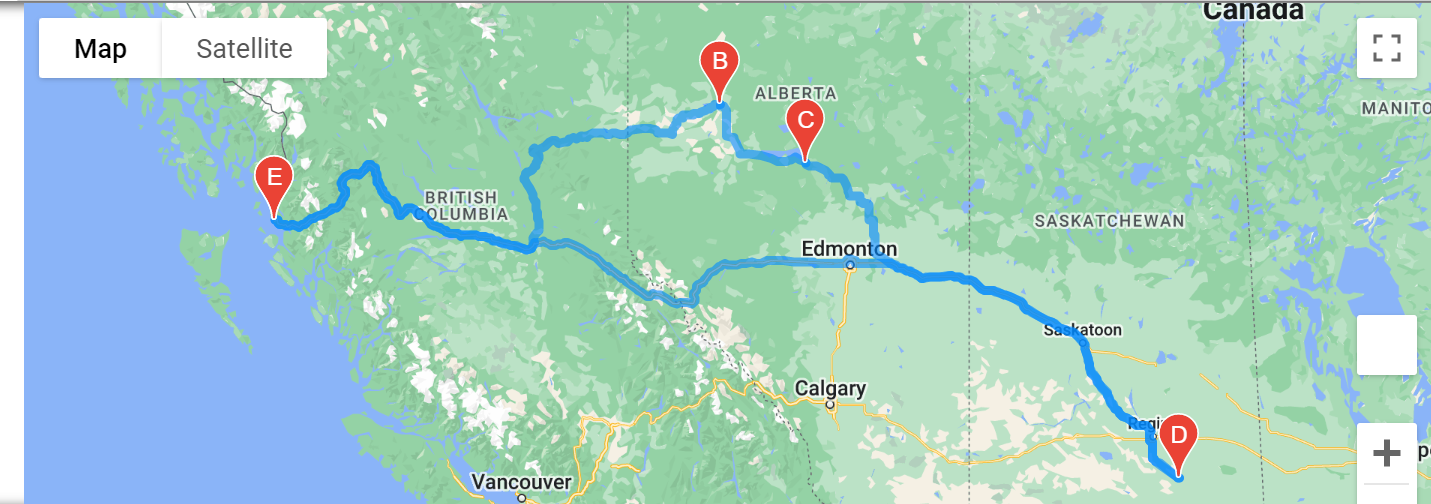 Canada
Map
Satellite
B
ALBERTA
C
MANITO
E
BRITISH
COLUMBIA
SASKATCHEWAN
Edmonton
Saskatoon
Calgary
Regi
D
+
Vancouver